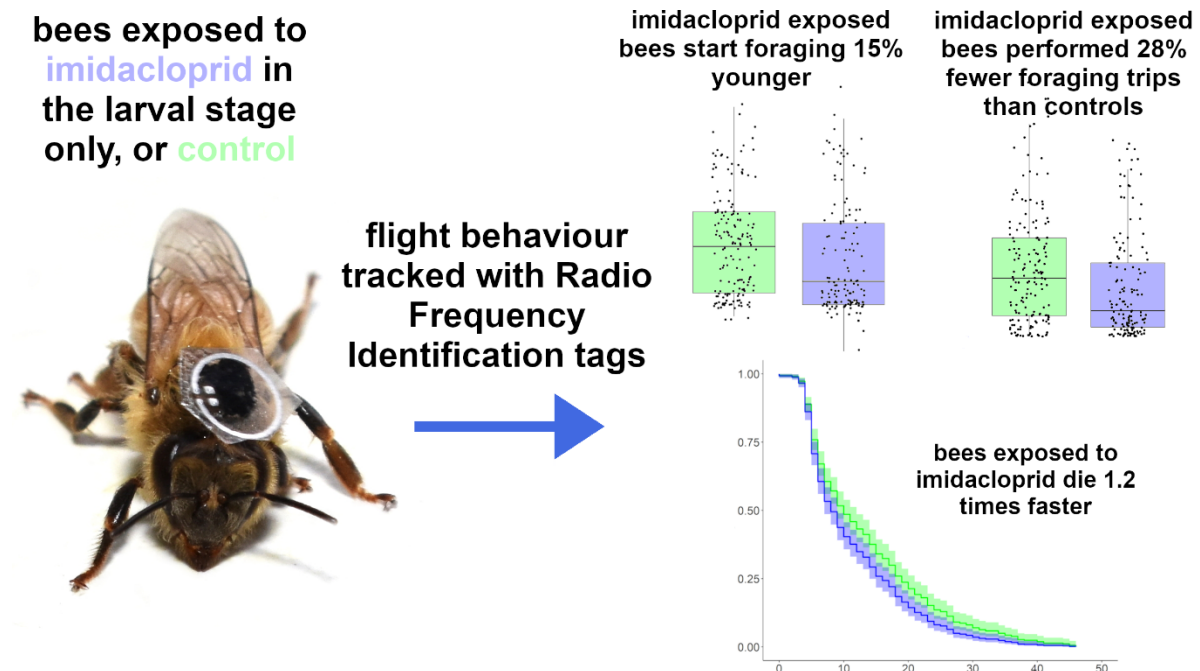 bees exposed to
imidacloprid in
the larval stage
only, or control
flight behaviour
tracked with Radio
Frequency
Identification tags
imidacloprid exposed
bees start foraging 15%
younger
imidacloprid exposed
bees performed 28%
fewer foraging trips
than controls
1.00
0.75
0.50
0.25
0.00
0
10
20
30
40
50
bees exposed to
imidacloprid die 1.2
times faster